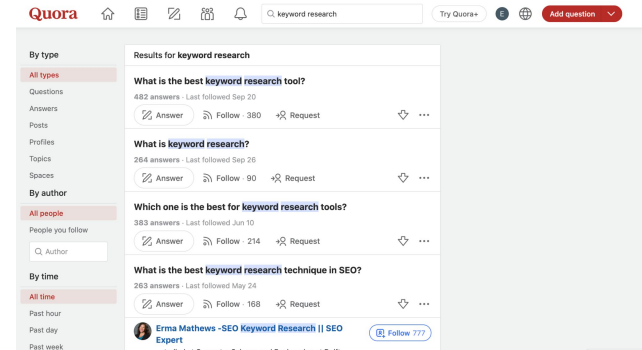 Quora
keyword research
Try Quora+
E
Add question
By type
All types
Questions
Answers
Posts
Profiles
Topics
Spaces
By author
All people
People you follow
Author
By time
All time
Past hour
Past day
Past week
Results for keyword research
What is the best keyword research tool?
482 answers · Last followed Sep 20
Answer Follow · 380 Request
What is keyword research?
264 answers · Last followed Sep 26
Answer Follow · 90 Request
Which one is the best for keyword research tools?
383 answers · Last followed Jun 10
Answer Follow · 214 Request
What is the best keyword research technique in SEO?
263 answers · Last followed May 24
Answer Follow · 168 Request
Erma Mathews -SEO Keyword Research || SEO
Expert
Follow 777